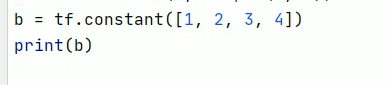 b = tf.constant([1, 2, 3, 4])
print(b)